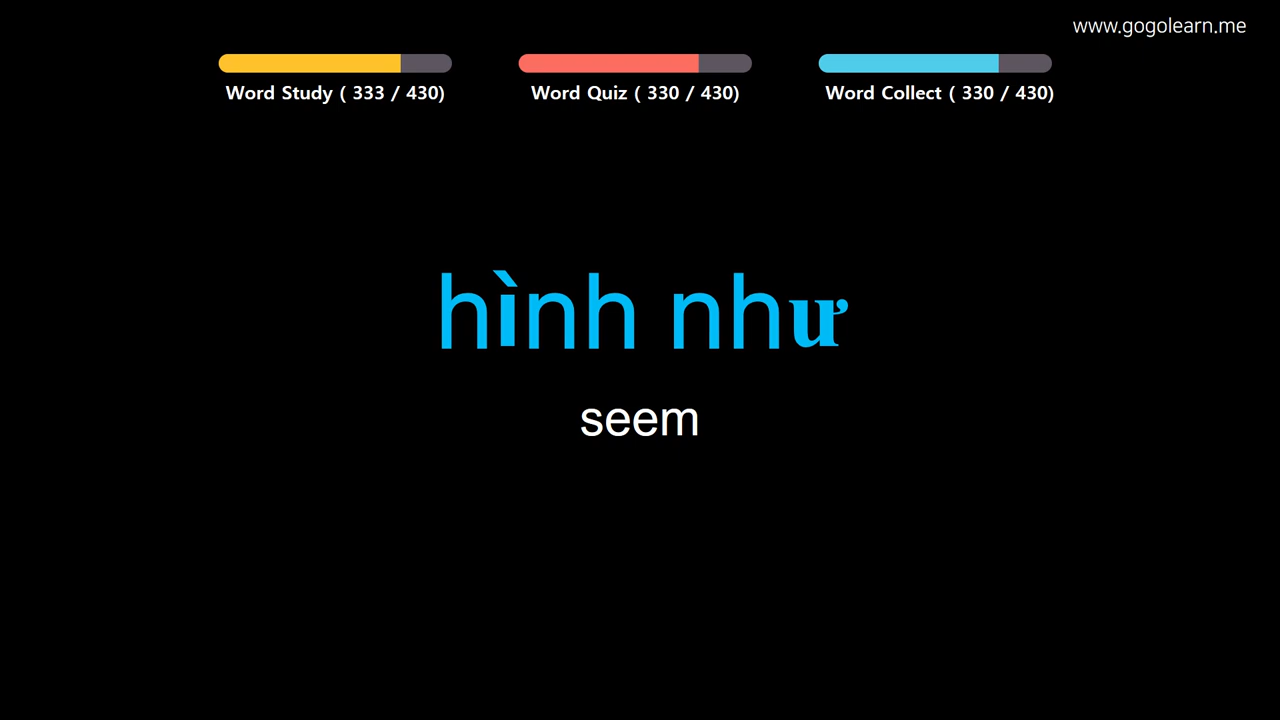 www.gogolearn.me
Word Study ( 333 / 430)
Word Quiz ( 330 / 430)
Word Collect ( 330 / 430)
hình như
seem